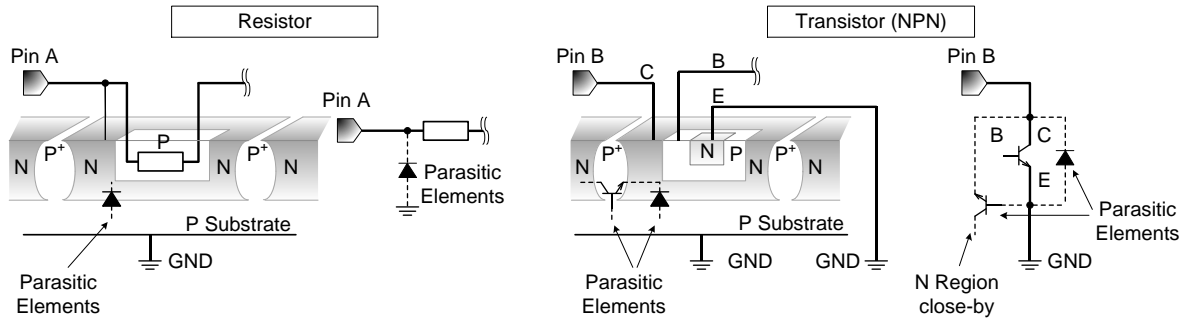 Resistor
Pin A
N
P+
N
P
N
P+
N
P Substrate
GND
Parasitic
Elements
Pin A
Parasitic
Elements
Transistor (NPN)
Pin B
C
B
E
N
P+
N
N
P
N
P+
N
P Substrate
GND
GND
Parasitic
Elements
Pin B
B
C
E
Parasitic
Elements
GND
N Region
close-by